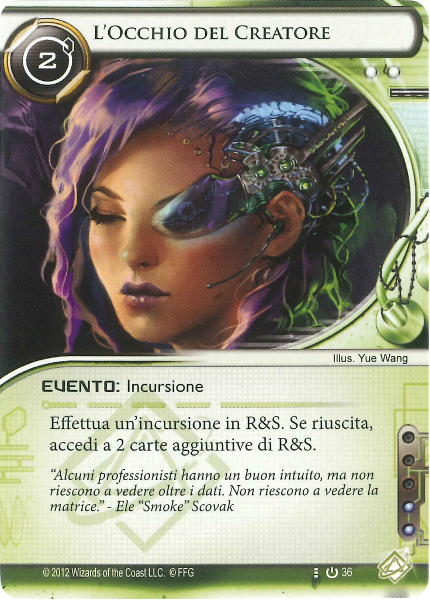 L'Occhio del Creatore
2
Illus. Yue Wang
EVENTO: Incursione
Effettua un'incursione in R&S. Se riuscita,
accedi a 2 carte aggiuntive di R&S.
“Alcuni professionisti hanno un buon intuito, ma non
riescono a vedere oltre i dati. Non riescono a vedere la
matrice.” - Ele “Smoke” Scovak
© 2012 Wizards of the Coast LLC. © FFG
36